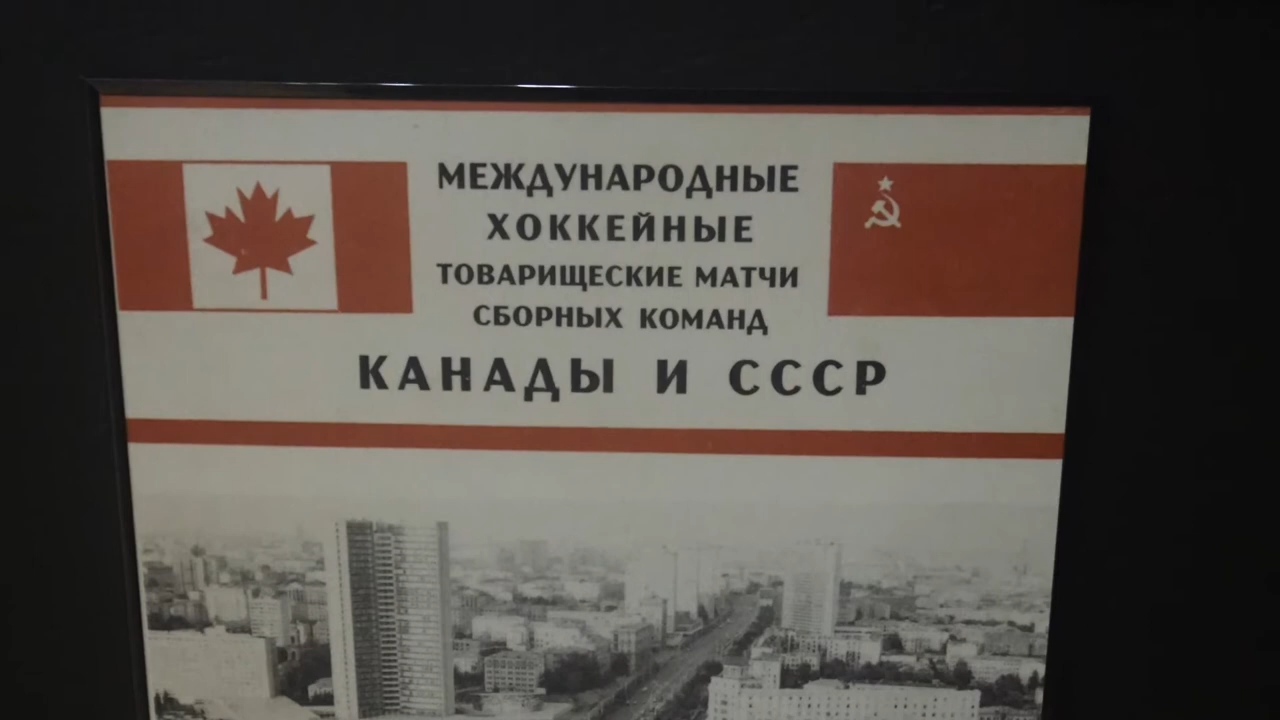 МЕЖДУНАРОДНЫЕ
ХОККЕЙНЫЕ
ТОВАРИЩЕСКИЕ МАТЧИ
СБОРНЫХ КОМАНД
КАНАДЫ И СССР